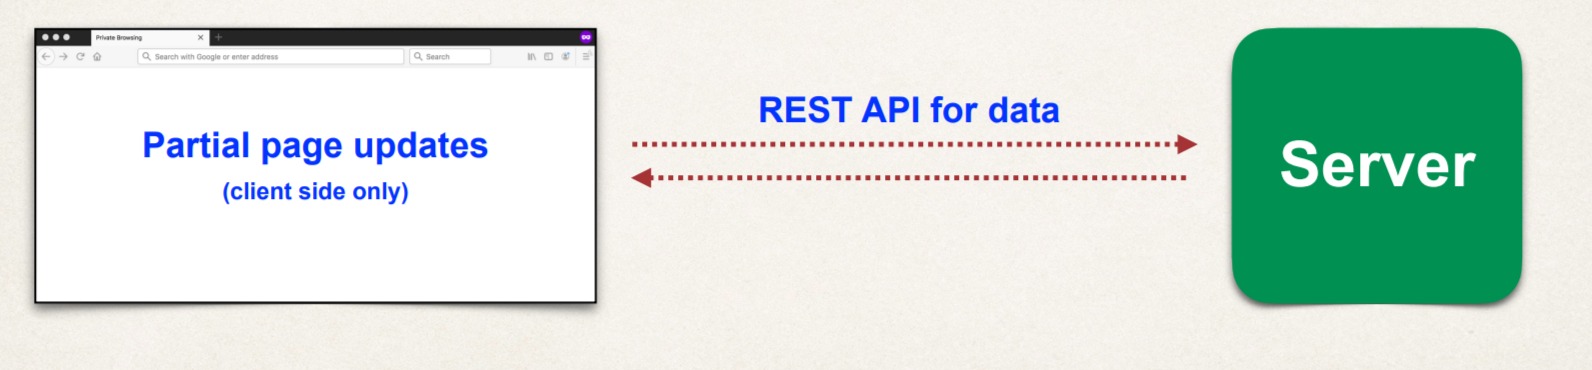 Private Browsing
Search with Google or enter address
Search
Partial page updates
(client side only)
REST API for data
Server